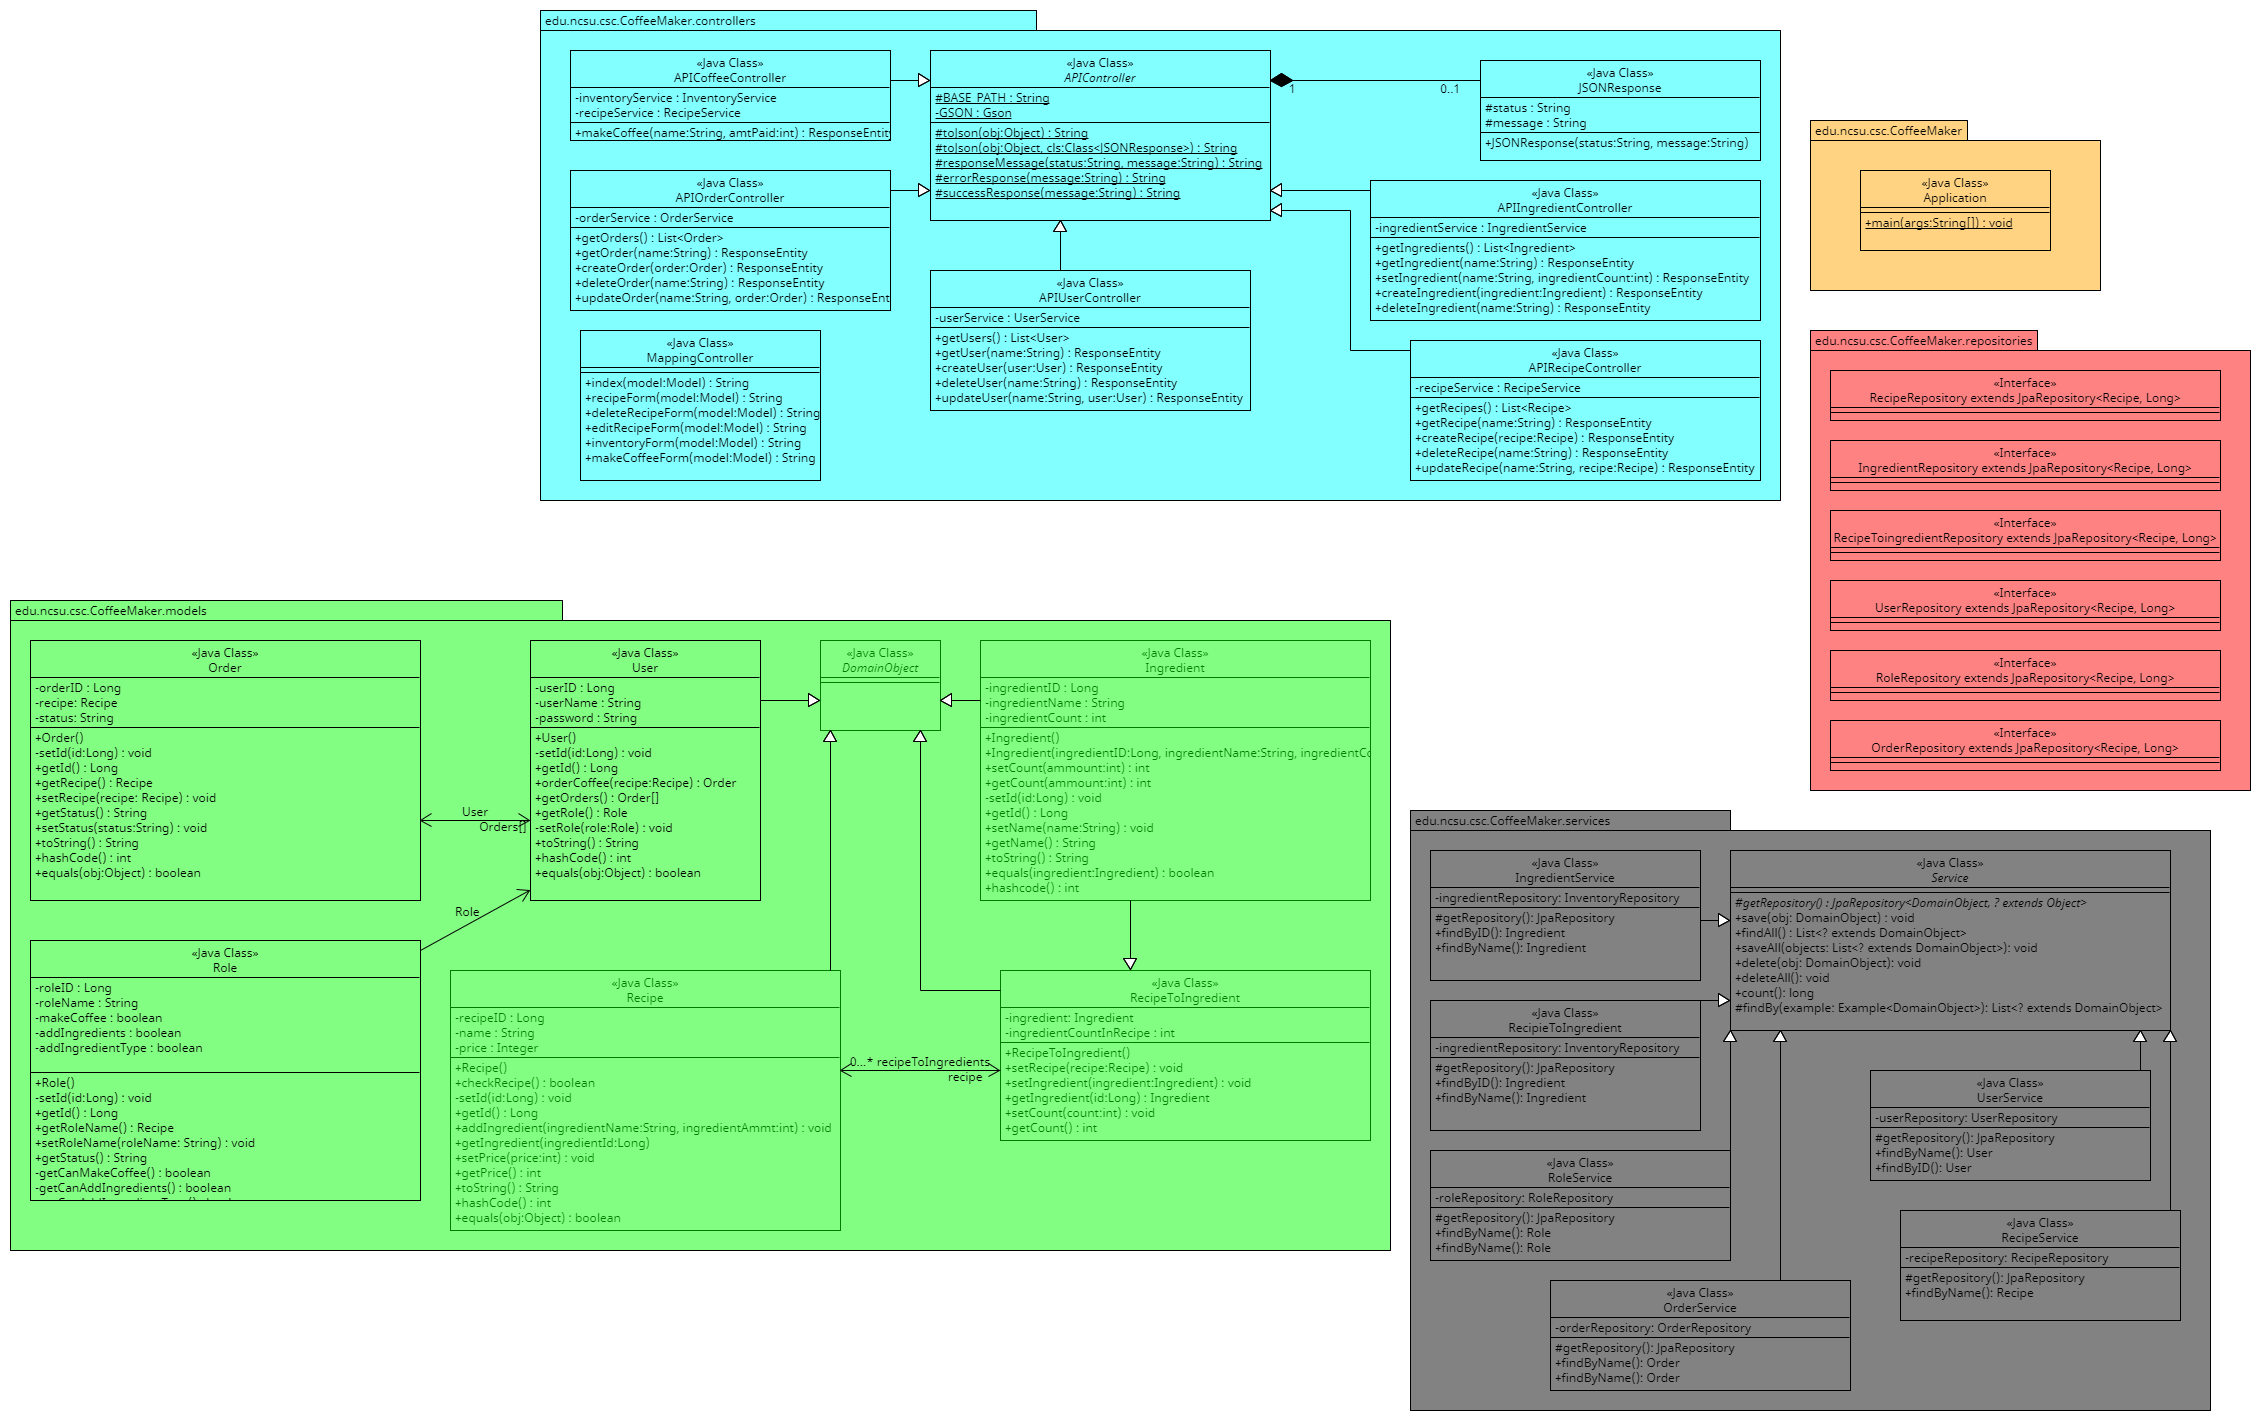 edu.ncsu.csc.CoffeeMaker.controllers
«Java Class»
APICoffeeController
-inventoryService : InventoryService
-recipeService : RecipeService
+makeCoffee(name:String, amtPaid:int) : ResponseEntity
«Java Class»
APIController
#BASE_PATH : String
-GSON : Gson
#toJson(obj:Object) : String
#toJson(obj:Object, cls:Class<JSONResponse>) : String
#responseMessage(status:String, message:String) : String
#errorResponse(message:String) : String
#successResponse(message:String) : String
1
0..1
«Java Class»
JSONResponse
#status : String
#message : String
+JSONResponse(status:String, message:String)
«Java Class»
APIOrderController
-orderService : OrderService
+getOrders() : List<Order>
+getOrder(name:String) : ResponseEntity
+createOrder(order:Order) : ResponseEntity
+deleteOrder(name:String) : ResponseEntity
+updateOrder(name:String, order:Order) : ResponseEnt
«Java Class»
APIIngredientController
-ingredientService : IngredientService
+getIngredients() : List<Ingredient>
+getIngredient(name:String) : ResponseEntity
+setIngredient(name:String, ingredientCount:int) : ResponseEntity
+createIngredient(ingredient:Ingredient) : ResponseEntity
+deleteIngredient(name:String) : ResponseEntity
«Java Class»
APIUserController
-userService : UserService
+getUsers() : List<User>
+getUser(name:String) : ResponseEntity
+createUser(user:User) : ResponseEntity
+deleteUser(name:String) : ResponseEntity
+updateUser(name:String, user:User) : ResponseEntity
«Java Class»
MappingController
+index(model:Model) : String
+recipeForm(model:Model) : String
+deleteRecipeForm(model:Model) : String
+editRecipeForm(model:Model) : String
+inventoryForm(model:Model) : String
+makeCoffeeForm(model:Model) : String
«Java Class»
APIRecipeController
-recipeService : RecipeService
+getRecipes() : List<Recipe>
+getRecipe(name:String) : ResponseEntity
+createRecipe(recipe:Recipe) : ResponseEntity
+deleteRecipe(name:String) : ResponseEntity
+updateRecipe(name:String, recipe:Recipe) : ResponseEntity
edu.ncsu.csc.CoffeeMaker
«Java Class»
Application
+main(args:String[]) : void
edu.ncsu.csc.CoffeeMaker.repositories
«Interface»
RecipeRepository extends JpaRepository<Recipe, Long>
«Interface»
IngredientRepository extends JpaRepository<Recipe, Long>
«Interface»
RecipeToingredientRepository extends JpaRepository<Recipe, Long>
«Interface»
UserRepository extends JpaRepository<Recipe, Long>
«Interface»
RoleRepository extends JpaRepository<Recipe, Long>
«Interface»
OrderRepository extends JpaRepository<Recipe, Long>
edu.ncsu.csc.CoffeeMaker.models
«Java Class»
Order
-orderID : Long
-recipe: Recipe
-status: String
+Order()
-setId(id:Long) : void
+getId() : Long
+getRecipe() : Recipe
+setRecipe(recipe: Recipe) : void
+getStatus() : String
+setStatus(status:String) : void
+toString() : String
+hashCode() : int
+equals(obj:Object) : boolean
User
Orders[]
«Java Class»
User
-userID : Long
-userName : String
-password : String
+User()
-setId(id:Long) : void
+getId() : Long
+orderCoffee(recipe:Recipe) : Order
+getOrders() : Order[]
+getRole() : Role
-setRole(role:Role) : void
+toString() : String
+hashCode() : int
+equals(obj:Object) : boolean
«Java Class»
DomainObject
«Java Class»
Ingredient
-ingredientID : Long
-ingredientName : String
-ingredientCount : int
+Ingredient()
+Ingredient(ingredientID:Long, ingredientName:String, ingredientCo
+setCount(ammount:int) : int
+getCount(ammount:int) : int
-setId(id:Long) : void
+getId() : Long
+setName(name:String) : void
+getName() : String
+toString() : String
+equals(ingredient:Ingredient) : boolean
+hashcode() : int
Role
«Java Class»
Role
-roleID : Long
-roleName : String
-makeCoffee : boolean
-addIngredients : boolean
-addIngredientType : boolean
+Role()
-setId(id:Long) : void
+getId() : Long
+getRoleName() : Recipe
+setRoleName(roleName: String) : void
+getStatus() : String
-getCanMakeCoffee() : boolean
-getCanAddIngredients() : boolean
«Java Class»
Recipe
-recipeID : Long
-name : String
-price : Integer
+Recipe()
+checkRecipe() : boolean
-setId(id:Long) : void
+getId() : Long
+addIngredient(ingredientName:String, ingredientAmmt:int) : void
+getIngredient(ingredientId:Long)
+setPrice(price:int) : void
+getPrice() : int
+toString() : String
+hashCode() : int
+equals(obj:Object) : boolean
0...* recipeToIngredients
recipe
«Java Class»
RecipeToIngredient
-ingredient: Ingredient
-ingredientCountInRecipe : int
+RecipeToIngredient()
+setRecipe(recipe:Recipe) : void
+setIngredient(ingredient:Ingredient) : void
+getIngredient(id:Long) : Ingredient
+setCount(count:int) : void
+getCount() : int
edu.ncsu.csc.CoffeeMaker.services
«Java Class»
IngredientService
-ingredientRepository: InventoryRepository
#getRepository(): JpaRepository
+findByID(): Ingredient
+findByName(): Ingredient
«Java Class»
Service
#getRepository() : JpaRepository<DomainObject, ? extends Object>
+save(obj: DomainObject) : void
+findAll() : List<? extends DomainObject>
+saveAll(objects: List<? extends DomainObject>): void
+delete(obj: DomainObject): void
+deleteAll(): void
+count(): long
#findBy(example: Example<DomainObject>): List<? extends DomainObject>
«Java Class»
RecipieToIngredient
-ingredientRepository: InventoryRepository
#getRepository(): JpaRepository
+findByID(): Ingredient
+findByName(): Ingredient
«Java Class»
UserService
-userRepository: UserRepository
#getRepository(): JpaRepository
+findByName(): User
+findByID(): User
«Java Class»
RoleService
-roleRepository: RoleRepository
#getRepository(): JpaRepository
+findByName(): Role
+findByName(): Role
«Java Class»
RecipeService
-recipeRepository: RecipeRepository
#getRepository(): JpaRepository
+findByName(): Recipe
«Java Class»
OrderService
-orderRepository: OrderRepository
#getRepository(): JpaRepository
+findByName(): Order
+findByName(): Order